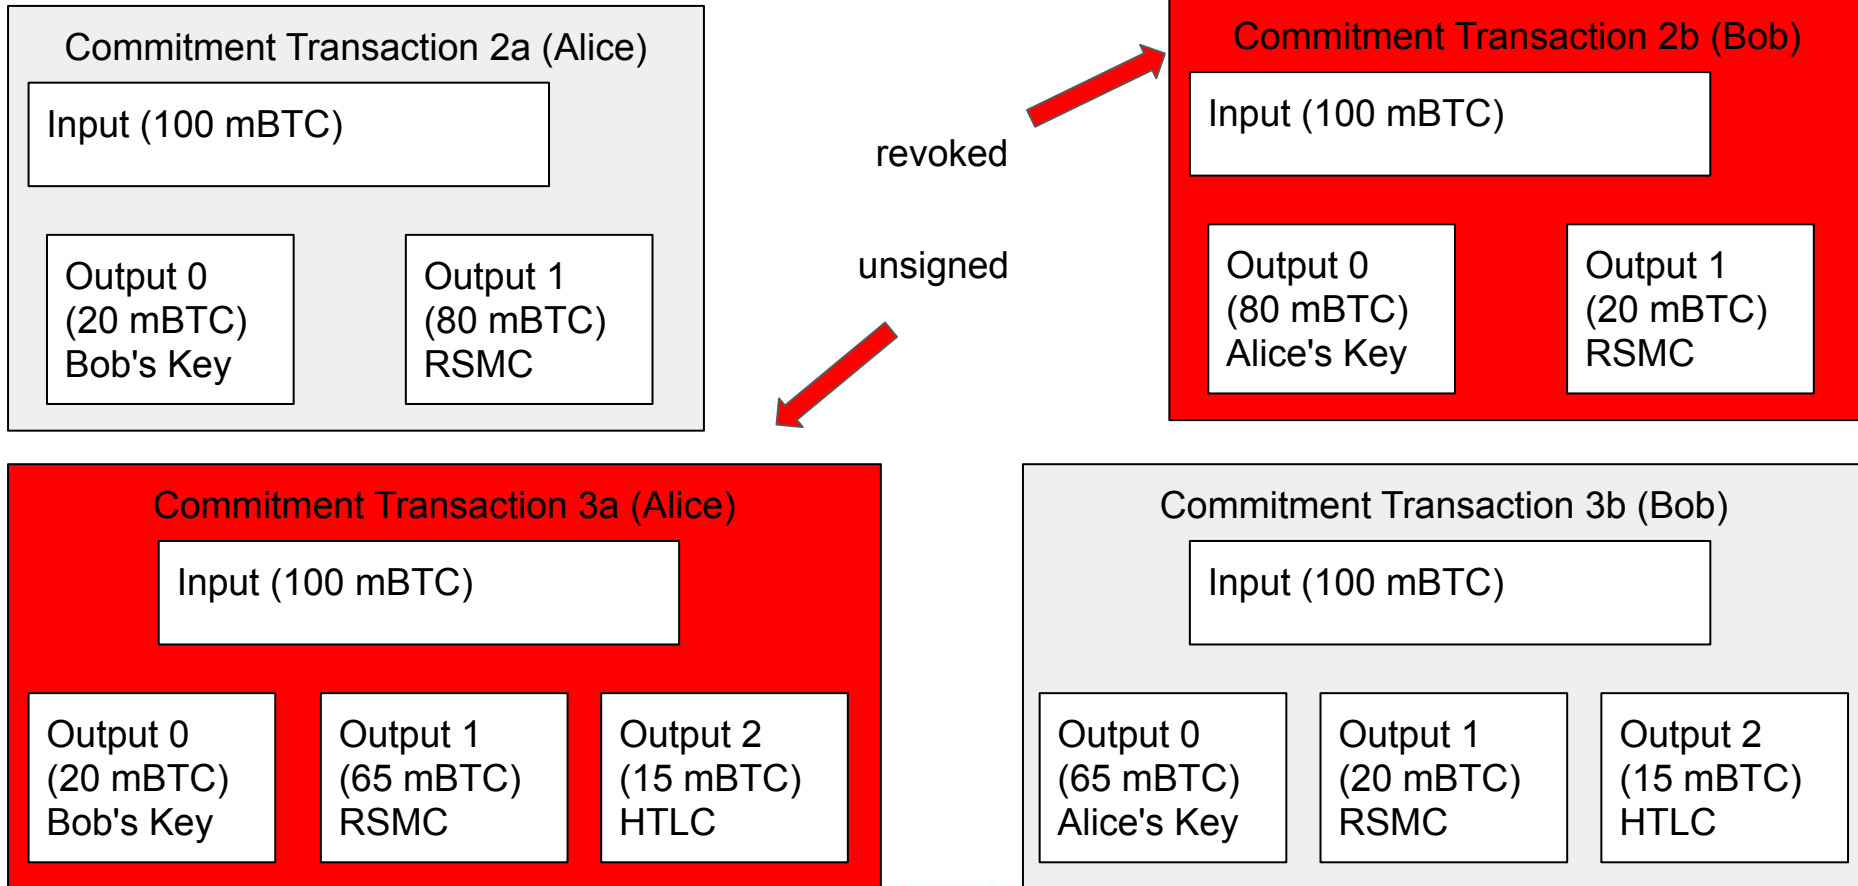 Commitment Transaction 2a (Alice)
Input (100 mBTC)
Output 0
(20 mBTC)
Bob's Key
Output 1
(80 mBTC)
RSMC
revoked
unsigned
Commitment Transaction 2b (Bob)
Input (100 mBTC)
Output 0
(80 mBTC)
Alice's Key
Output 1
(20 mBTC)
RSMC
Commitment Transaction 3a (Alice)
Input (100 mBTC)
Output 0
(20 mBTC)
Bob's Key
Output 1
(65 mBTC)
RSMC
Output 2
(15 mBTC)
HTLC
Commitment Transaction 3b (Bob)
Input (100 mBTC)
Output 0
(65 mBTC)
Alice's Key
Output 1
(20 mBTC)
RSMC
Output 2
(15 mBTC)
HTLC